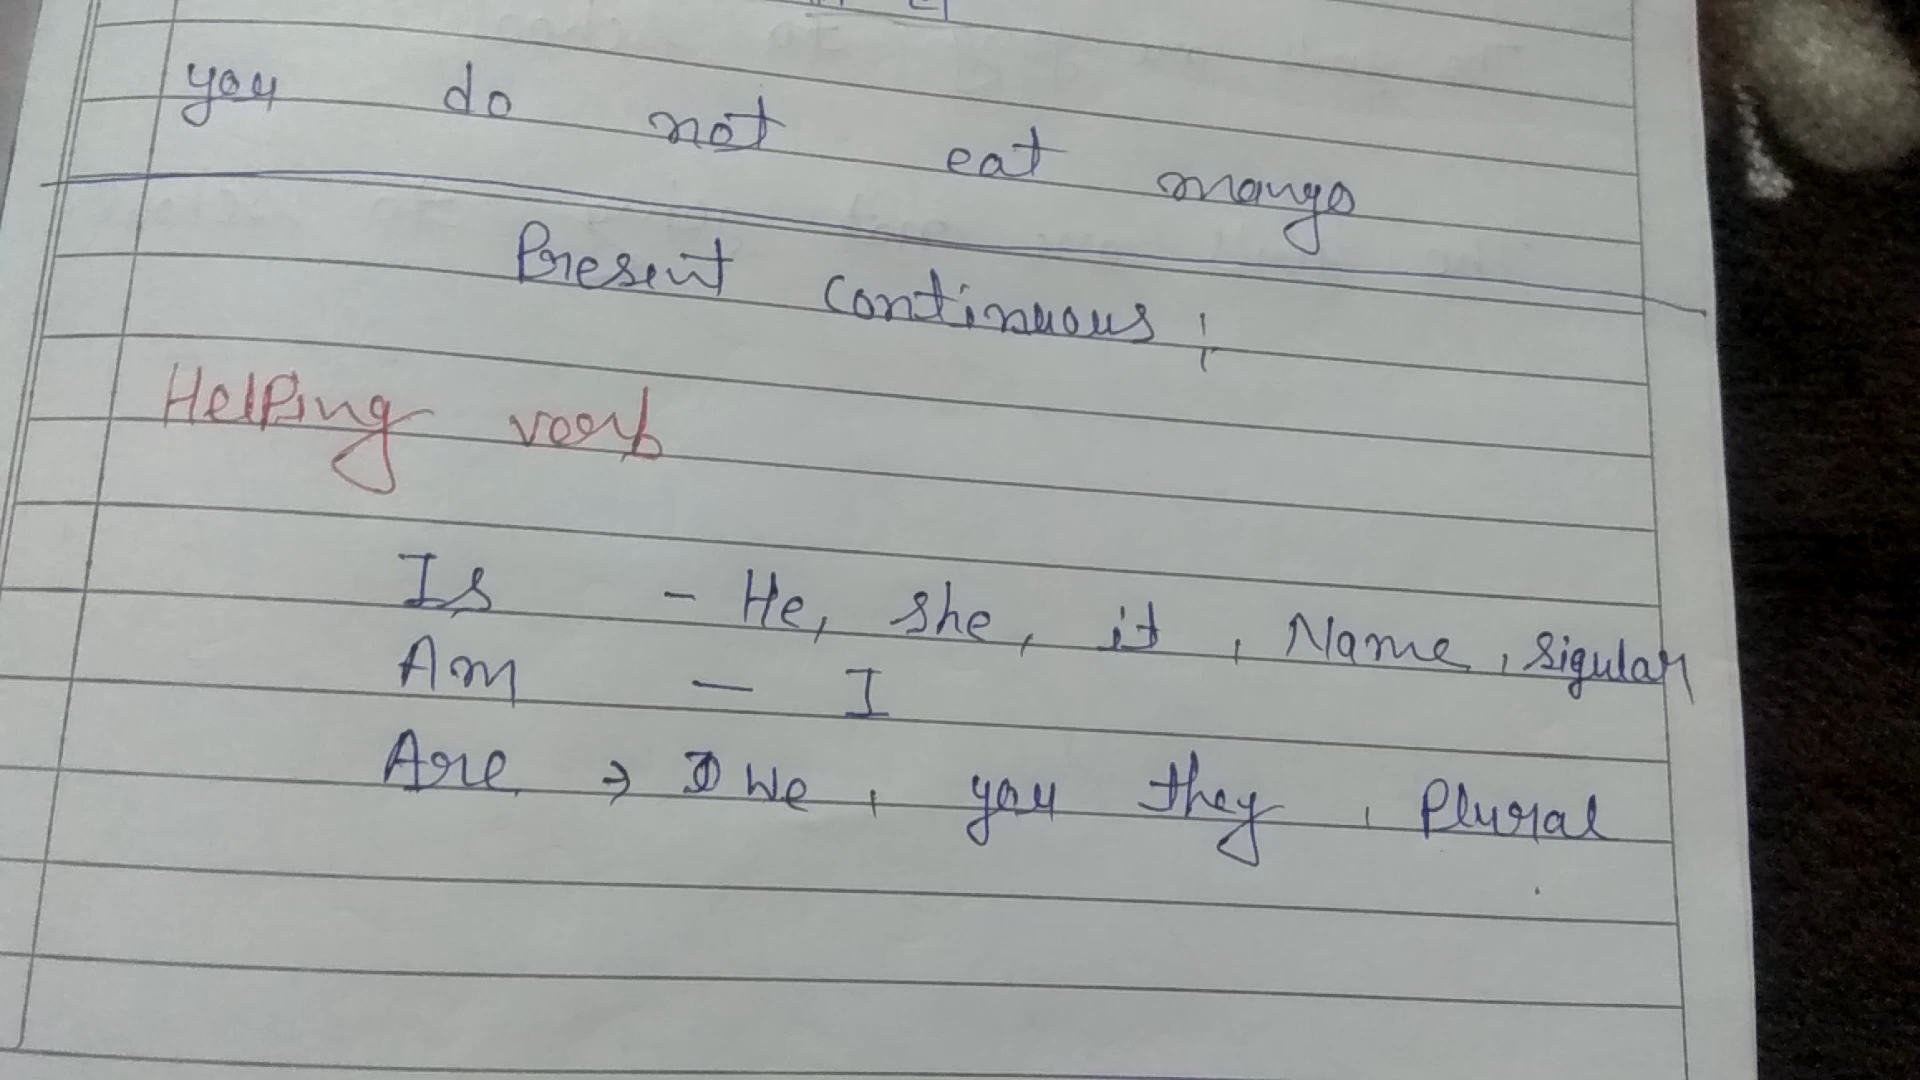 you do not eat mango
Present continuous :
Helping verb
Is - He, she, it, Name, sigular
Am - I
Are → We, you they, Plural